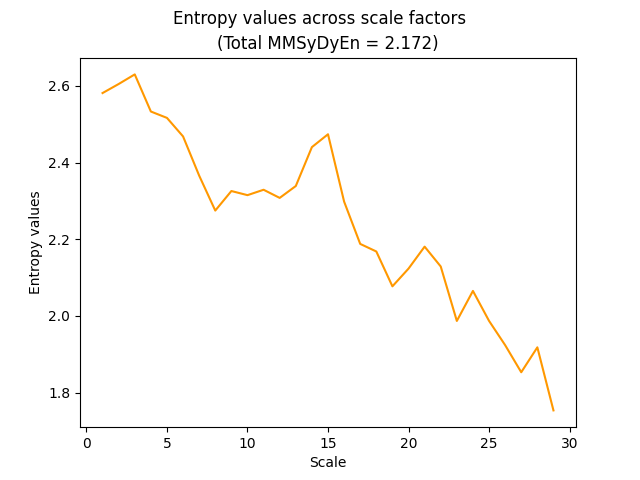 Entropy values across scale factors
(Total MMSyDyEn = 2.172)
2.6
2.4
2.2
2.0
1.8
Entropy values
0 5 10 15 20 25 30
Scale